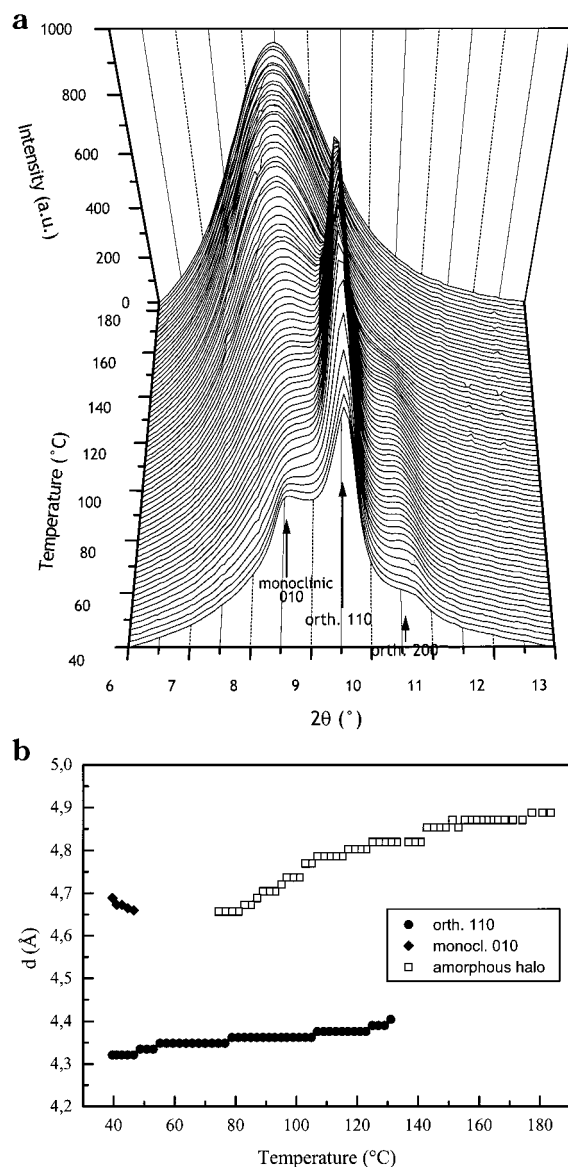 a
1000
800
600
400
200
0
Intensity (a.u.)
180
160
140
120
100
80
60
40
Temperature (°C)
monoclinic
010
orth. 110
orth. 200
6 7 8 9 10 11 12 13
2θ (°)
b
5,0
4,9
4,8
4,7
4,6
4,5
4,4
4,3
4,2
d (Å)
orth. 110
monocl. 010
amorphous halo
40 60 80 100 120 140 160 180
Temperature (°C)